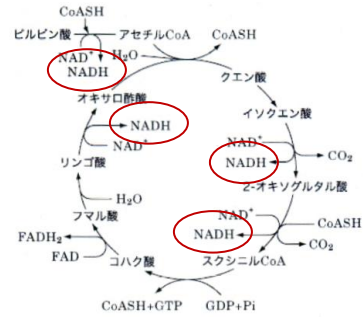 CoASH
ピルビン酸
アセチルCoA
CoASH
NAD⁺
H₂O
NADH
クエン酸
オキサロ酢酸
イソクエン酸
NADH
NAD⁺
NAD⁺
CO₂
NADH
リンゴ酸
2-オキソグルタル酸
H₂O
NAD⁺
フマル酸
CoASH
NADH
FADH₂
CO₂
FAD
コハク酸
スクシニルCoA
CoASH+GTP
GDP+Pi